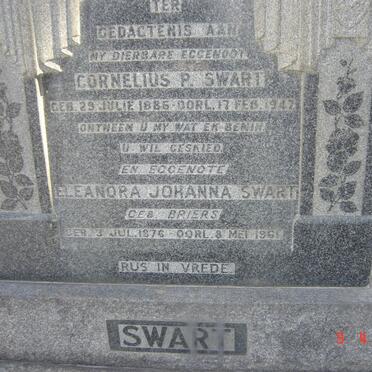 TER
GEDACTENIS AAN
MY DIERBARE EGGENOOT
CORNELIUS P. SWART
GEB. 29 JULIE 1885-OORL. 17 FEB. 1947
ONTNEEM U MY WAT EK BEMIN
U WIL GESKIED
EN EGGENOTE
ELEANORA JOHANNA SWART
GEB. BRIERS
GEB. 3 JUL. 1876-OORL. 8 MEI 1961
RUS IN VREDE
SWART